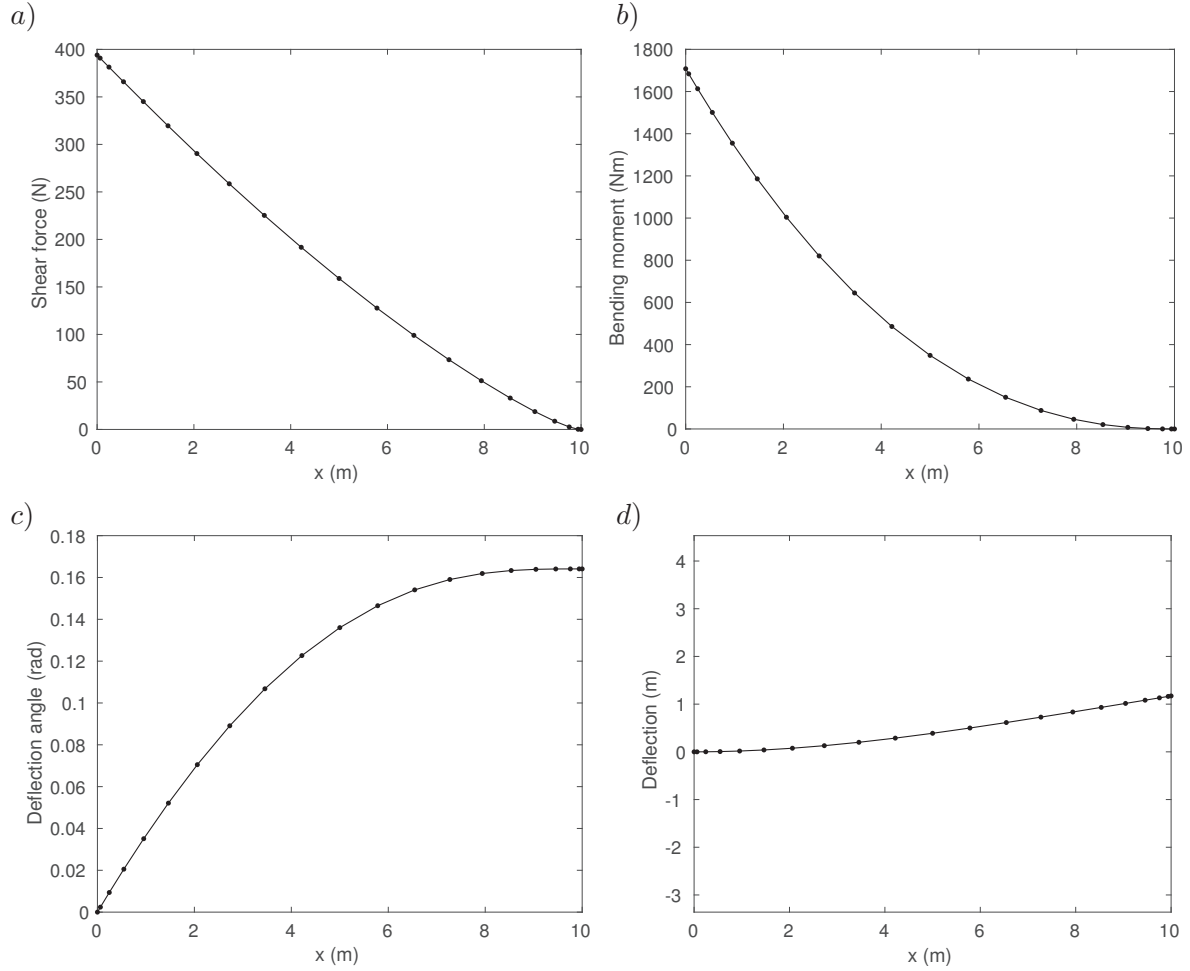 a)
400
350
300
250
200
150
100
50
0
Shear force (N)
0 2 4 6 8 10
x (m)
b)
1800
1600
1400
1200
1000
800
600
400
200
0
Bending moment (Nm)
0 2 4 6 8 10
x (m)
c)
0.18
0.16
0.14
0.12
0.1
0.08
0.06
0.04
0.02
0
Deflection angle (rad)
0 2 4 6 8 10
x (m)
d)
4
3
2
1
0
-1
-2
-3
Deflection (m)
0 2 4 6 8 10
x (m)